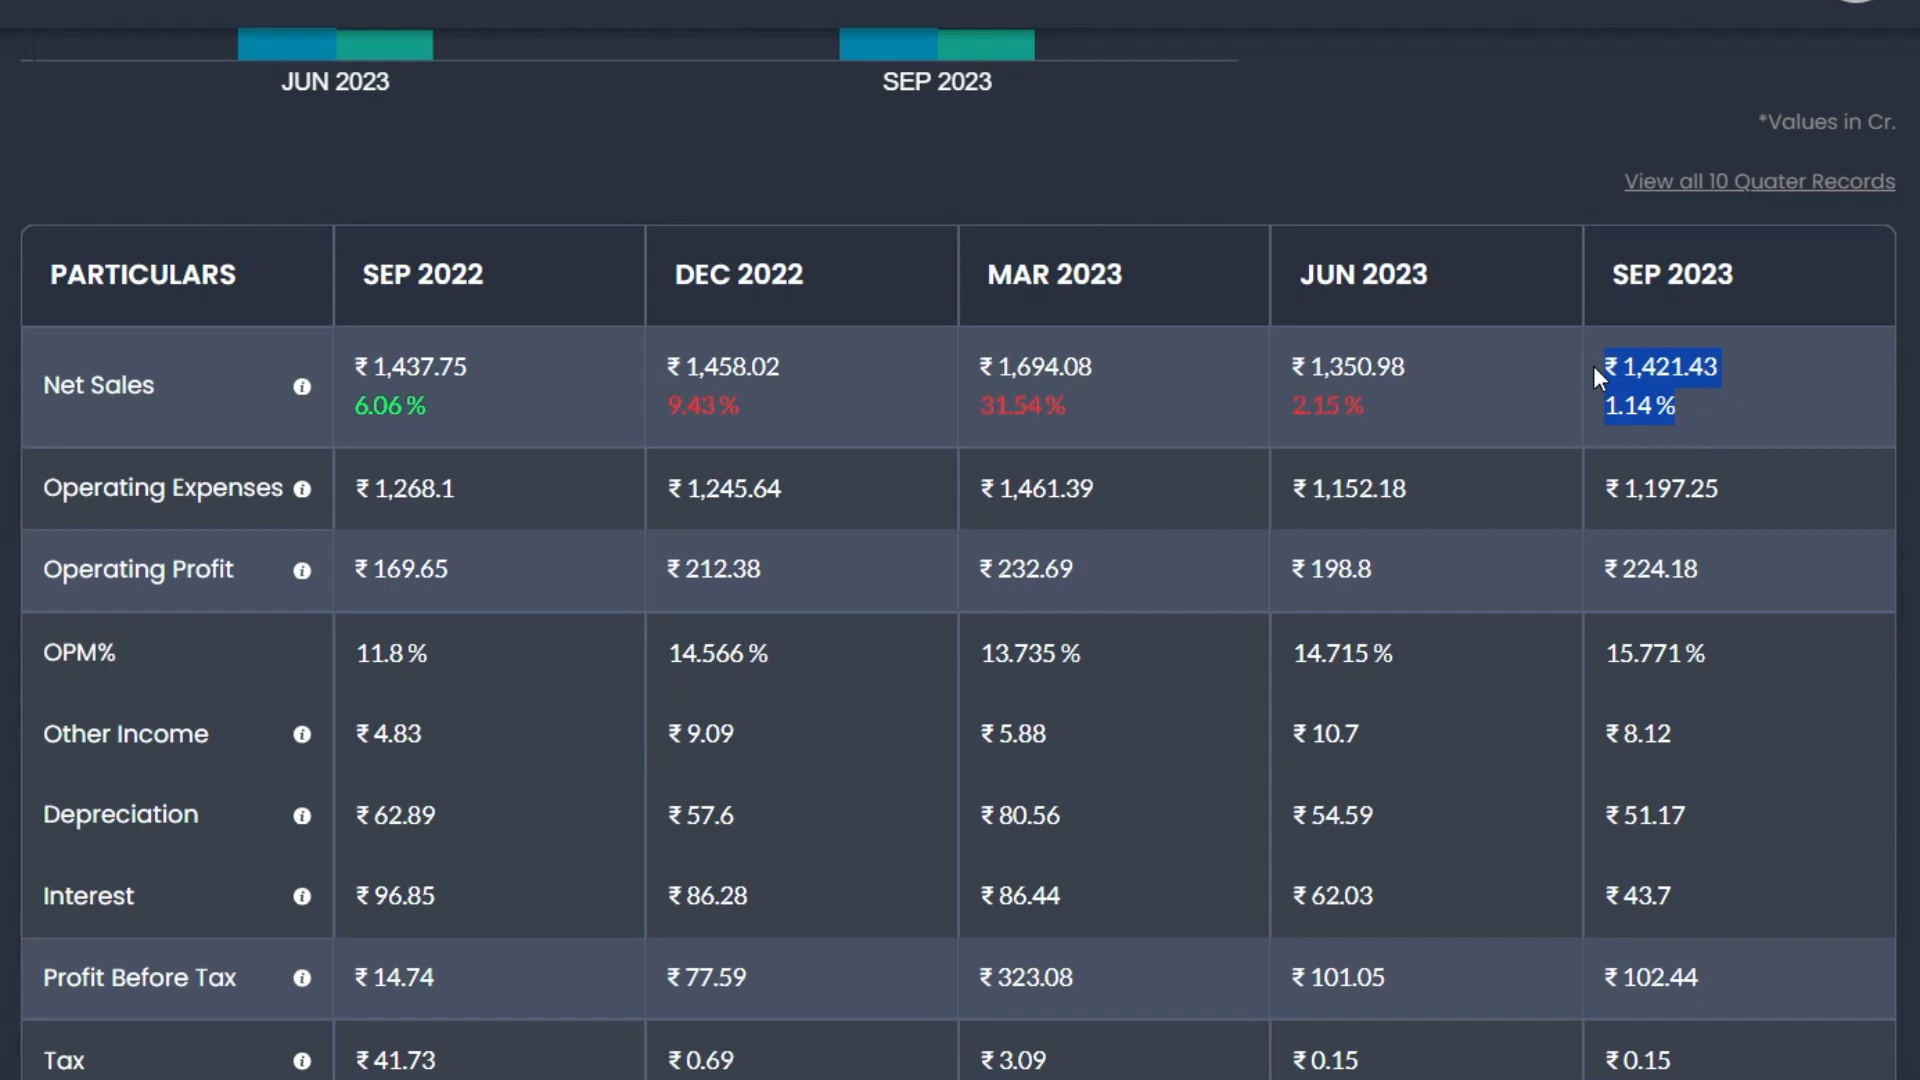 JUN 2023 SEP 2023
*Values in Cr.
View all 10 Quater Records
PARTICULARS SEP 2022 DEC 2022 MAR 2023 JUN 2023 SEP 2023
Net Sales ₹ 1,437.75 ₹ 1,458.02 ₹ 1,694.08 ₹ 1,350.98 ₹ 1,421.43
6.06 % 9.43 % 31.54 % 2.15 % 1.14 %
Operating Expenses ₹ 1,268.1 ₹ 1,245.64 ₹ 1,461.39 ₹ 1,152.18 ₹ 1,197.25
Operating Profit ₹ 169.65 ₹ 212.38 ₹ 232.69 ₹ 198.8 ₹ 224.18
OPM% 11.8 % 14.566 % 13.735 % 14.715 % 15.771 %
Other Income ₹ 4.83 ₹ 9.09 ₹ 5.88 ₹ 10.7 ₹ 8.12
Depreciation ₹ 62.89 ₹ 57.6 ₹ 80.56 ₹ 54.59 ₹ 51.17
Interest ₹ 96.85 ₹ 86.28 ₹ 86.44 ₹ 62.03 ₹ 43.7
Profit Before Tax ₹ 14.74 ₹ 77.59 ₹ 323.08 ₹ 101.05 ₹ 102.44
Tax ₹ 41.73 ₹ 0.69 ₹ 3.09 ₹ 0.15 ₹ 0.15